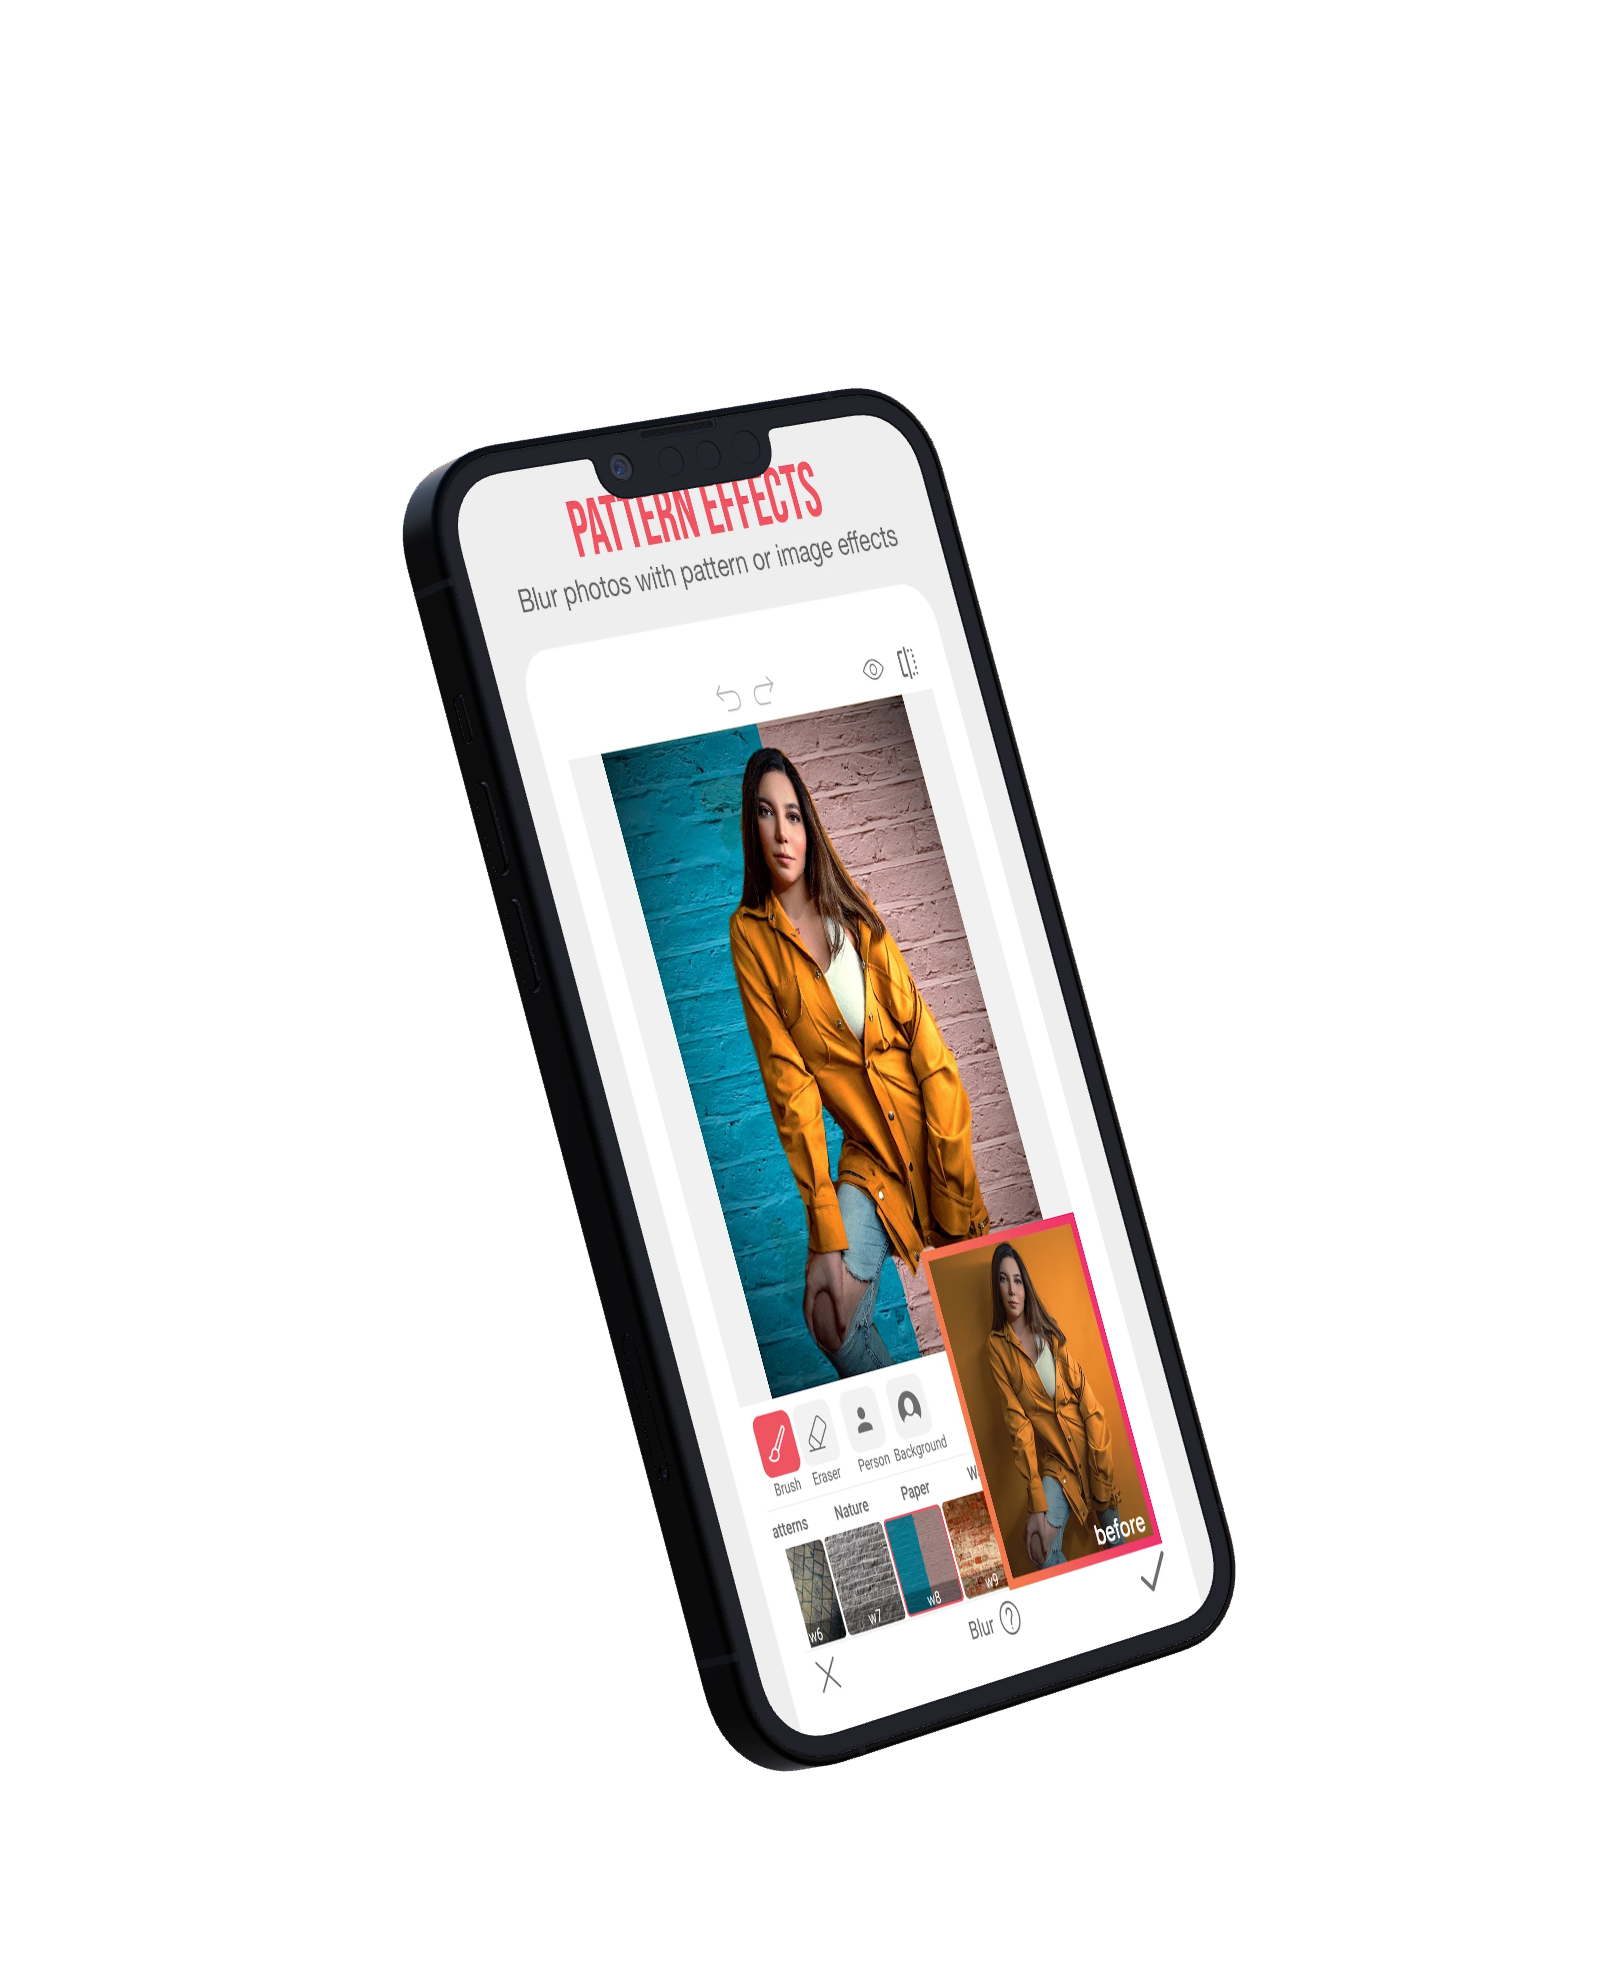 PATTERN EFFECTS
Blur photos with pattern or image effects
Brush Eraser Person Background
atterns Nature Paper W
w6 w7 w8 w9
before
Blur ?